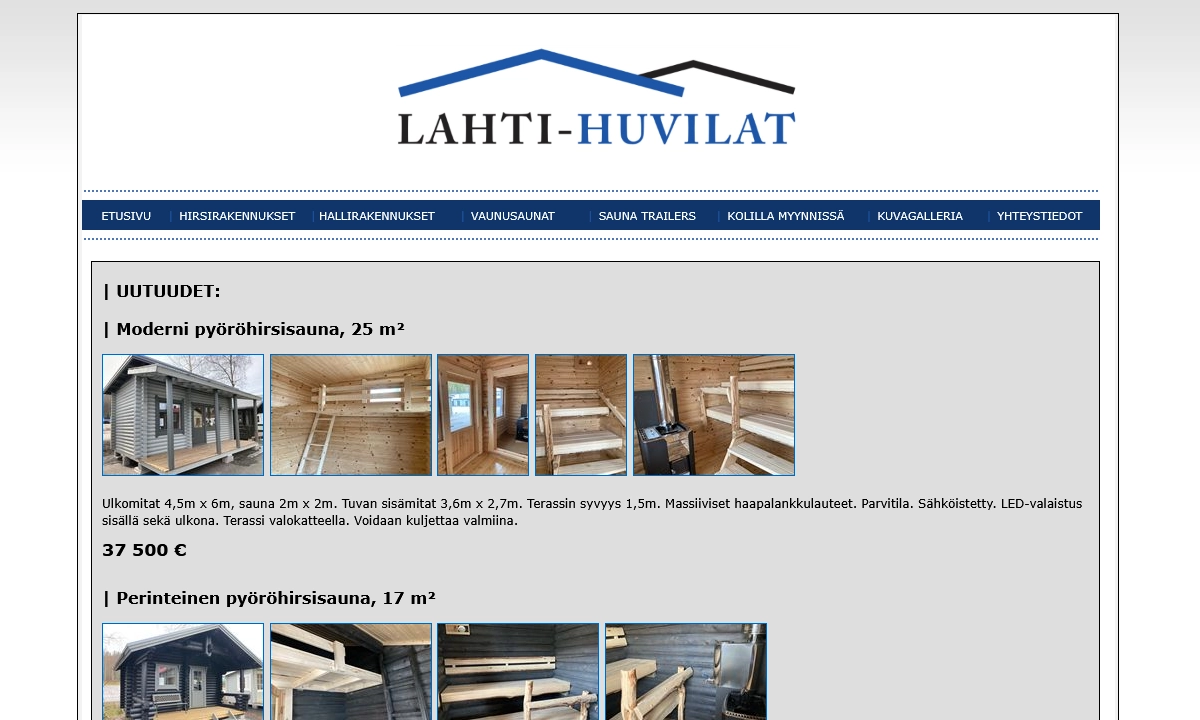 LAHTI-HUVILAT
ETUSIVU | HIRSIRAKENNUKSET | HALLIRAKENNUKSET | VAUNUSAUNAT | SAUNA TRAILERS | KOLILLA MYYNNISSÄ | KUVAGALLERIA | YHTEYSTIEDOT
| UUTUUDET:
| Moderni pyöröhirsisauna, 25 m²
Ulkomitat 4,5m x 6m, sauna 2m x 2m. Tuvan sisämitat 3,6m x 2,7m. Terassin syvyys 1,5m. Massiiviset haapalankkulauteet. Parvitila. Sähköistetty. LED-valaistus
sisällä sekä ulkona. Terassi valokatteella. Voidaan kuljettaa valmiina.
37 500 €
| Perinteinen pyöröhirsisauna, 17 m²